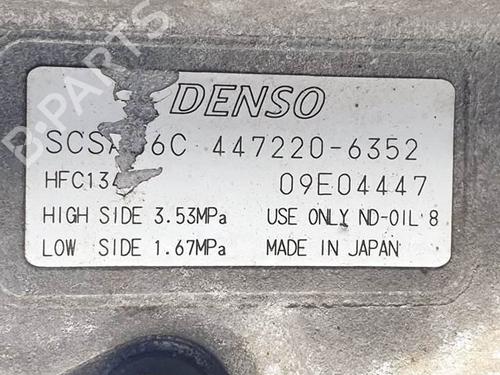 DENSO
447220-6352
09E04447
HIGH SIDE 3.53MPa USE ONLY ND-OIL 8
LOW SIDE 1.67MPa MADE IN JAPAN
B-PARTS